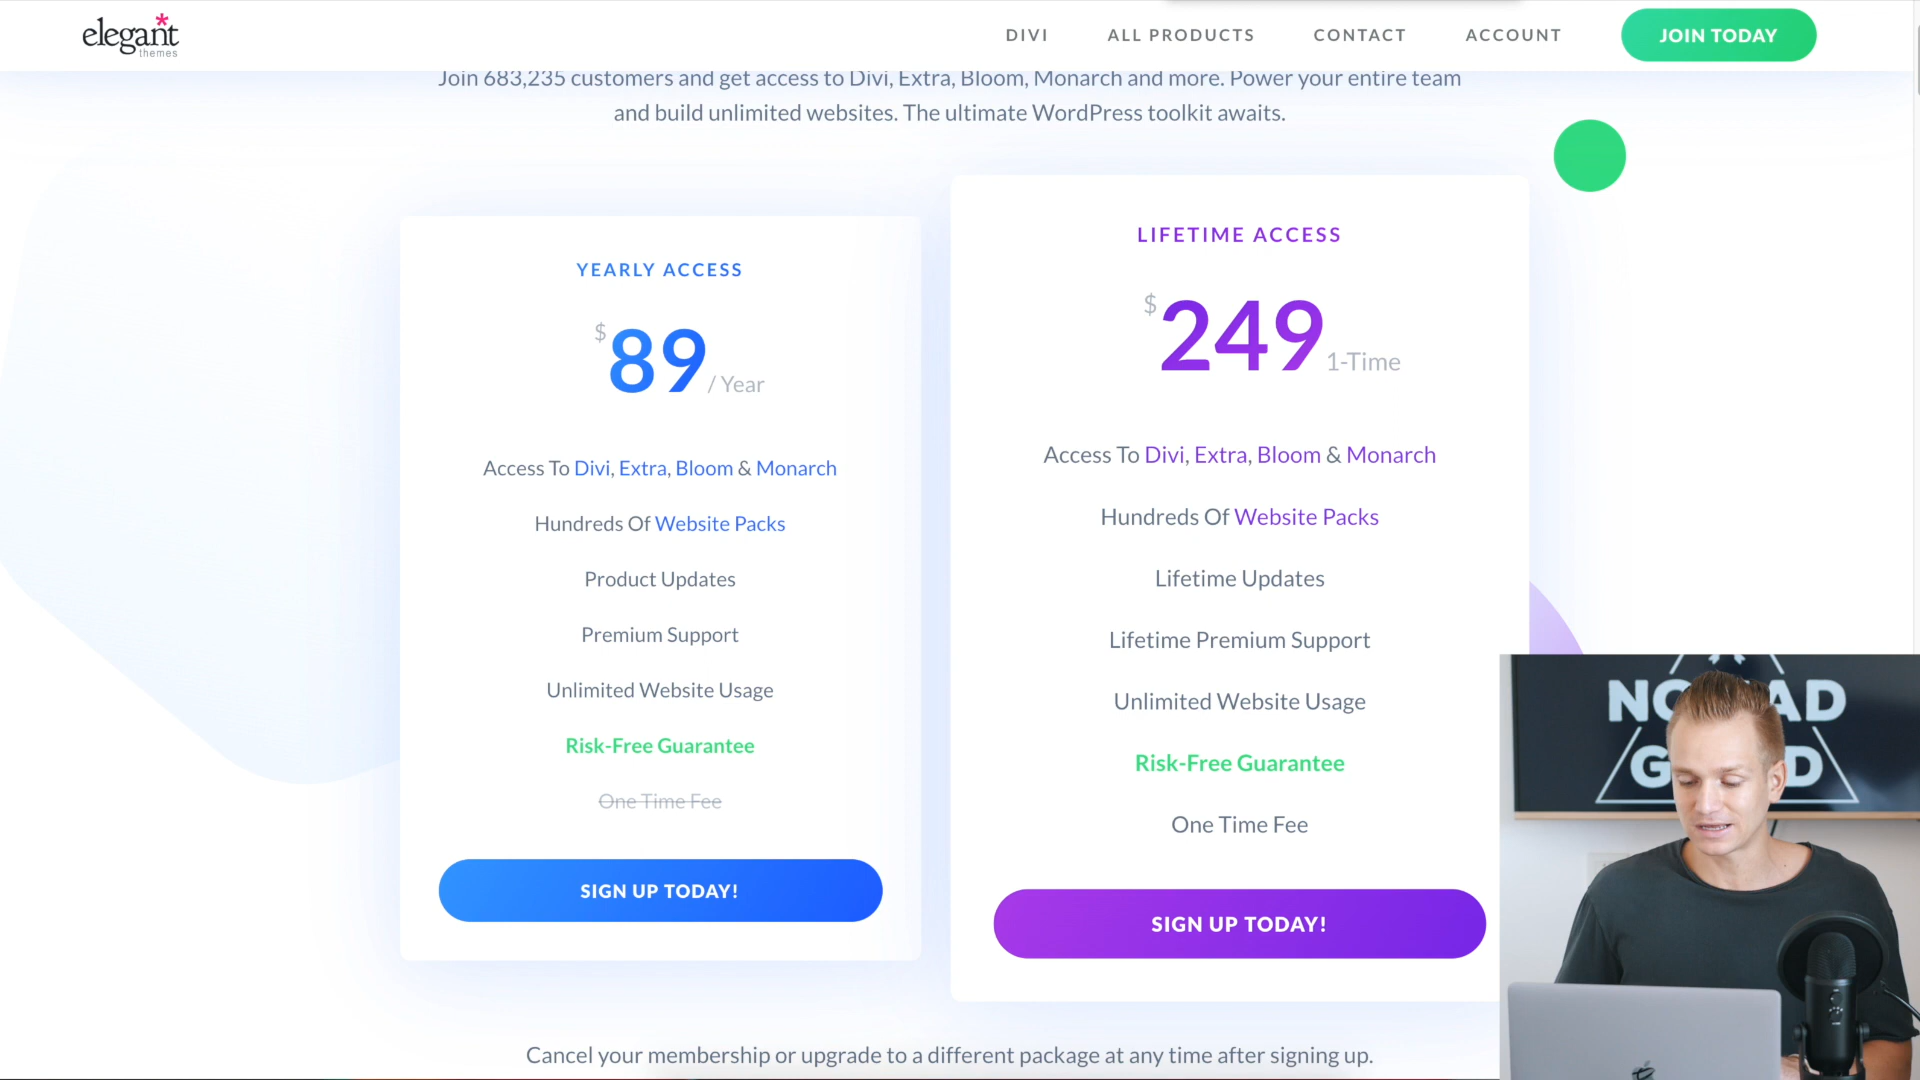 elegant
themes
DIVI
ALL PRODUCTS
CONTACT
ACCOUNT
JOIN TODAY
Join 683,235 customers and get access to Divi, Extra, Bloom, Monarch and more. Power your entire team
and build unlimited websites. The ultimate WordPress toolkit awaits.
YEARLY ACCESS
$89/ Year
Access To Divi, Extra, Bloom & Monarch
Hundreds Of Website Packs
Product Updates
Premium Support
Unlimited Website Usage
Risk-Free Guarantee
One Time Fee
SIGN UP TODAY!
LIFETIME ACCESS
$249 1-Time
Access To Divi, Extra, Bloom & Monarch
Hundreds Of Website Packs
Lifetime Updates
Lifetime Premium Support
Unlimited Website Usage
Risk-Free Guarantee
One Time Fee
SIGN UP TODAY!
Cancel your membership or upgrade to a different package at any time after signing up.